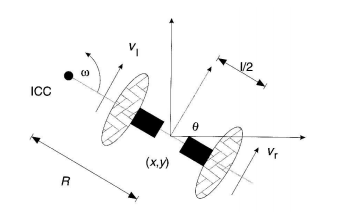 V_l
l/2
ω
ICC
θ
V_r
(x,y)
R